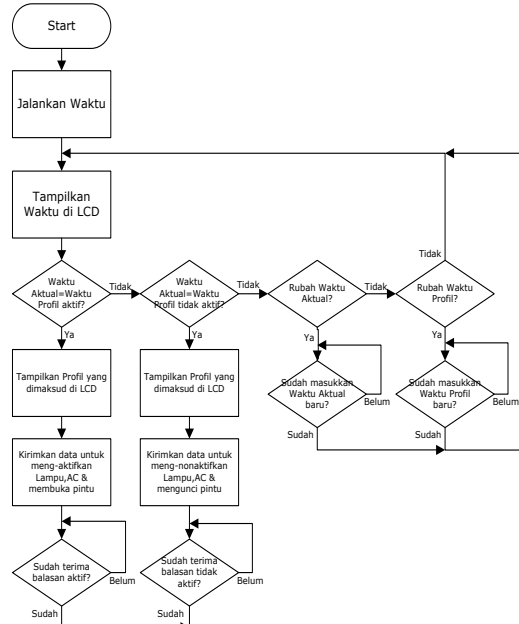 Start
Jalankan Waktu
Tampilkan
Waktu di LCD
Waktu
Aktual=Waktu
Profil aktif?
Tidak
Ya
Waktu
Aktual=Waktu
Profil tidak aktif?
Tidak
Ya
Rubah Waktu
Aktual?
Tidak
Ya
Rubah Waktu
Profil?
Tidak
Ya
Tampilkan Profil yang
dimaksud di LCD
Tampilkan Profil yang
dimaksud di LCD
Sudah masukkan
Waktu Aktual
baru?
Belum
Sudah
Sudah masukkan
Waktu Profil
baru?
Belum
Sudah
Kirimkan data untuk
meng-aktifkan
Lampu,AC &
membuka pintu
Kirimkan data untuk
meng-nonaktifkan
Lampu,AC &
mengunci pintu
Sudah terima
balasan aktif?
Belum
Sudah
Sudah terima
balasan tidak
aktif?
Belum
Sudah